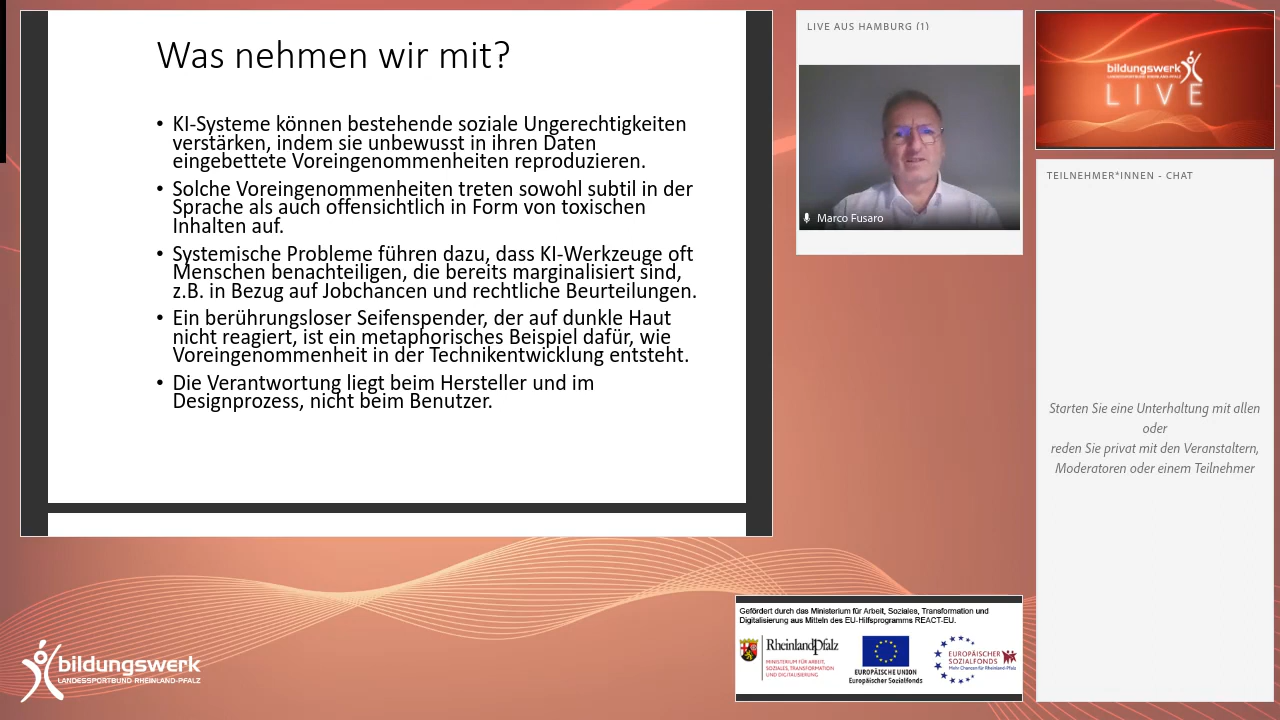 Was nehmen wir mit?
• KI-Systeme können bestehende soziale Ungerechtigkeiten
verstärken, indem sie unbewusst in ihren Daten
eingebettete Voreingenommenheiten reproduzieren.
• Solche Voreingenommenheiten treten sowohl subtil in der
Sprache als auch offensichtlich in Form von toxischen
Inhalten auf.
• Systemische Probleme führen dazu, dass KI-Werkzeuge oft
Menschen benachteiligen, die bereits marginalisiert sind,
z.B. in Bezug auf Jobchancen und rechtliche Beurteilungen.
• Ein berührungsloser Seifenspender, der auf dunkle Haut
nicht reagiert, ist ein metaphorisches Beispiel dafür, wie
Voreingenommenheit in der Technikentwicklung entsteht.
• Die Verantwortung liegt beim Hersteller und im
Designprozess, nicht beim Benutzer.
LIVE AUS HAMBURG (1)
Marco Fusaro
bildungswerk
LANDESSPORTBUND RHEINLAND-PFALZ
LIVE
TEILNEHMER*INNEN - CHAT
Starten Sie eine Unterhaltung mit allen
oder
reden Sie privat mit den Veranstaltern,
Moderatoren oder einem Teilnehmer
bildungswerk
LANDESSPORTBUND RHEINLAND-PFALZ
Gefördert durch das Ministerium für Arbeit, Soziales, Transformation und
Digitalisierung aus Mitteln des EU-Hilfsprogramms REACT-EU.
RheinlandPfalz
MINISTERIUM FÜR ARBEIT,
SOZIALES, TRANSFORMATION
UND DIGITALISIERUNG
EUROPÄISCHE UNION
Europäischer Sozialfonds
EUROPÄISCHER
SOZIALFONDS
Mehr Chancen für Rheinland-Pfalz